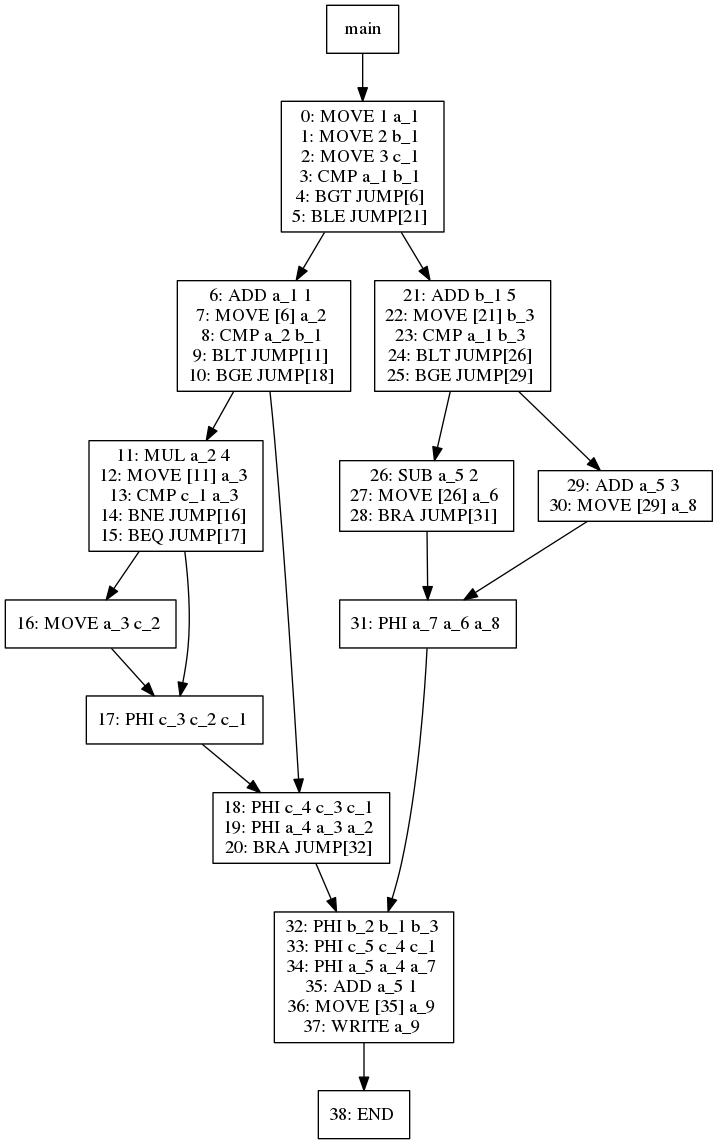 main
0: MOVE 1 a_1
1: MOVE 2 b_1
2: MOVE 3 c_1
3: CMP a_1 b_1
4: BGT JUMP[6]
5: BLE JUMP[21]
6: ADD a_1 1
7: MOVE [6] a_2
8: CMP a_2 b_1
9: BLT JUMP[11]
10: BGE JUMP[18]
21: ADD b_1 5
22: MOVE [21] b_3
23: CMP a_1 b_3
24: BLT JUMP[26]
25: BGE JUMP[29]
11: MUL a_2 4
12: MOVE [11] a_3
13: CMP c_1 a_3
14: BNE JUMP[16]
15: BEQ JUMP[17]
26: SUB a_5 2
27: MOVE [26] a_6
28: BRA JUMP[31]
29: ADD a_5 3
30: MOVE [29] a_8
16: MOVE a_3 c_2
31: PHI a_7 a_6 a_8
17: PHI c_3 c_2 c_1
18: PHI c_4 c_3 c_1
19: PHI a_4 a_3 a_2
20: BRA JUMP[32]
32: PHI b_2 b_1 b_3
33: PHI c_5 c_4 c_1
34: PHI a_5 a_4 a_7
35: ADD a_5 1
36: MOVE [35] a_9
37: WRITE a_9
38: END